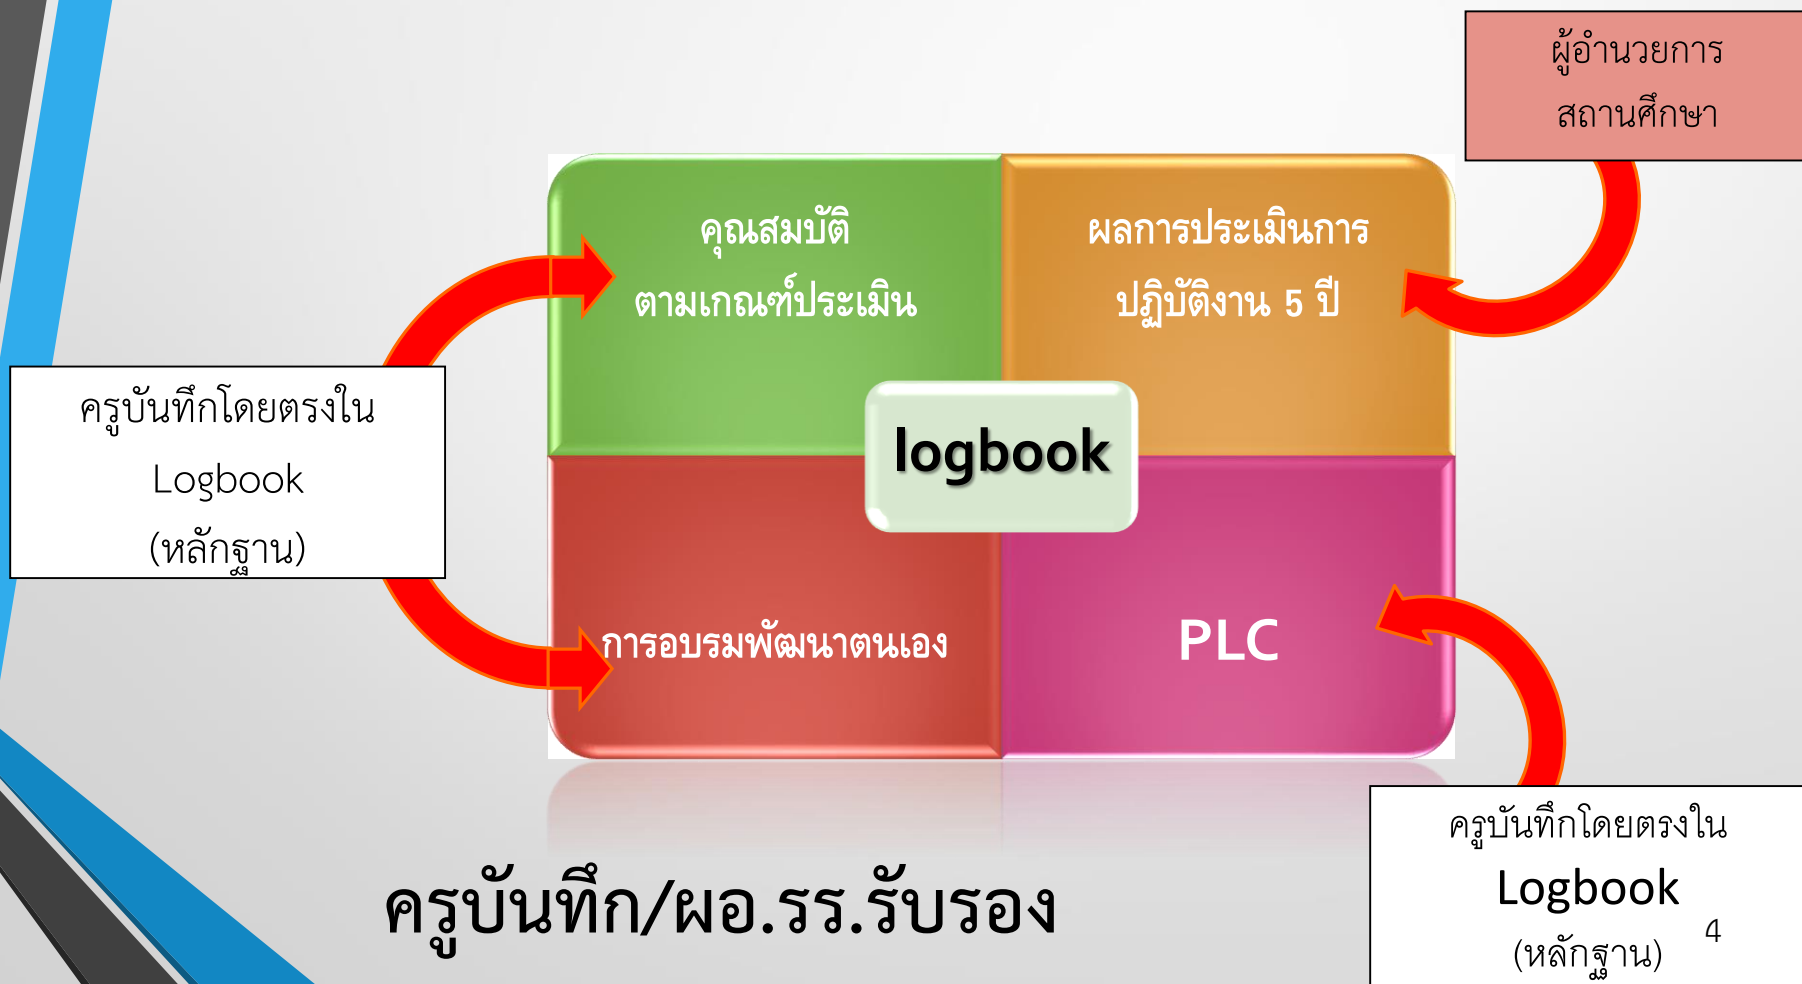 ผู้อำนวยการ
สถานศึกษา
คุณสมบัติ
ตามเกณฑ์ประเมิน
ผลการประเมินการ
ปฏิบัติงาน 5 ปี
ครูบันทึกโดยตรงใน
Logbook
(หลักฐาน)
logbook
การอบรมพัฒนาตนเอง
PLC
ครูบันทึกโดยตรงใน
Logbook
(หลักฐาน)
ครูบันทึก/ผอ.รร.รับรอง
4